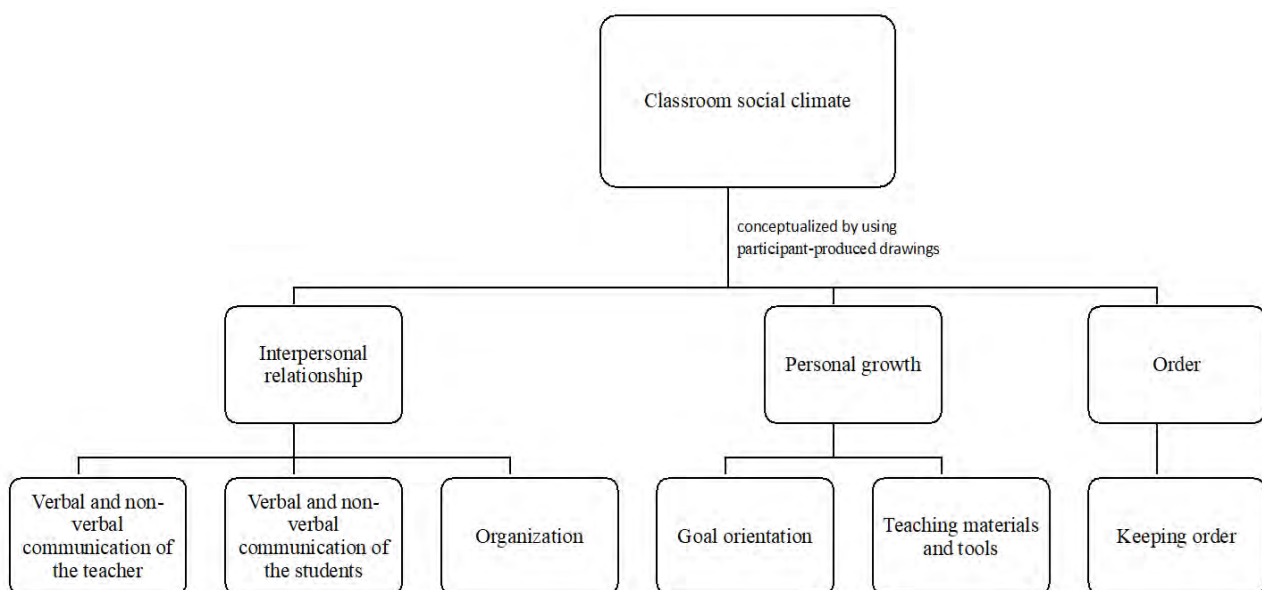 Classroom social climate
conceptualized by using
participant-produced drawings
Interpersonal
relationship
Personal growth
Order
Verbal and non-
verbal
communication of
the teacher
Verbal and non-
verbal
communication of
the students
Organization
Goal orientation
Teaching materials
and tools
Keeping order